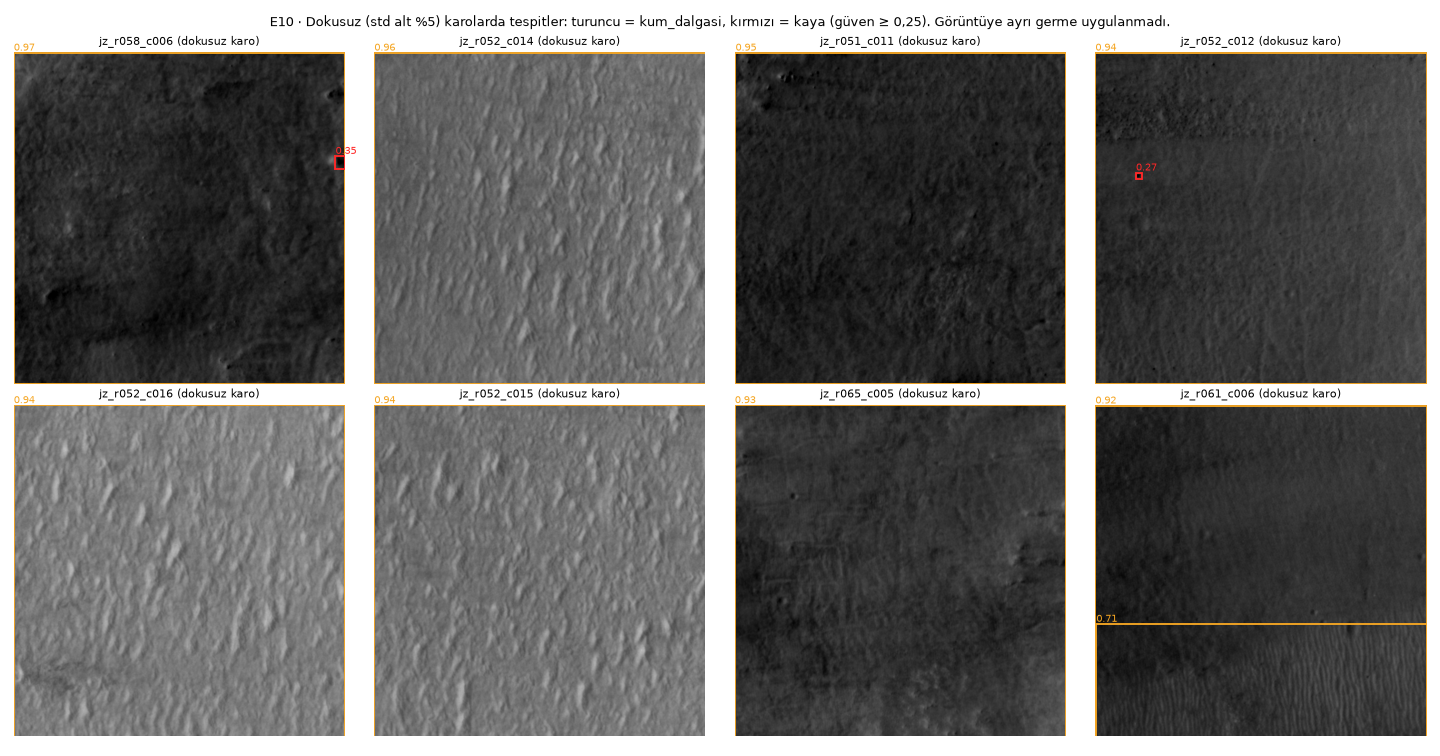 E10 · Dokusuz (std alt %5) karolarda tespitler: turuncu = kum_dalgasi, kırmızı = kaya (güven ≥ 0,25). Görüntüye ayrı germe uygulanmadı.
jz_r058_c006 (dokusuz karo) jz_r052_c014 (dokusuz karo) jz_r051_c011 (dokusuz karo) jz_r052_c012 (dokusuz karo)
0.97 0.96 0.95 0.94
0.35
0.27
jz_r052_c016 (dokusuz karo) jz_r052_c015 (dokusuz karo) jz_r065_c005 (dokusuz karo) jz_r061_c006 (dokusuz karo)
0.94 0.94 0.93 0.92
0.71